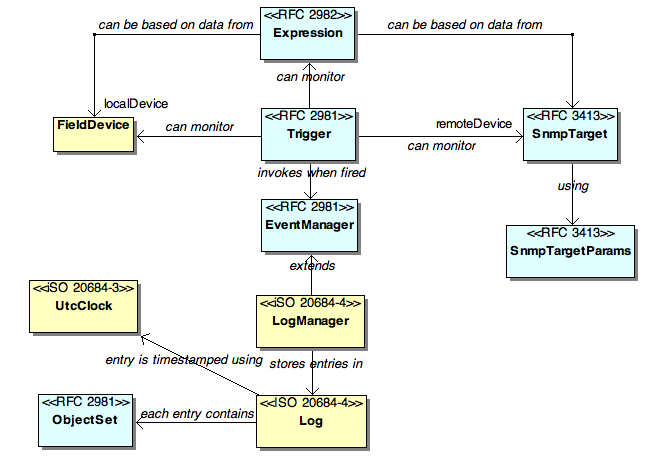 <<RFC 2982>>
Expression
can be based on data from
can be based on data from
can monitor
localDevice
FieldDevice
can monitor
<<RFC 2981>>
Trigger
remoteDevice
can monitor
<<RFC 3413>>
SnmpTarget
invokes when fired
using
<<RFC 2981>>
EventManager
<<RFC 3413>>
SnmpTargetParams
extends
<<iSO 20684-3>>
UtcClock
<<iSO 20684-4>>
LogManager
entry is timestamped using
stores entries in
<<RFC 2981>>
ObjectSet
each entry contains
<<iSO 20684-4>>
Log